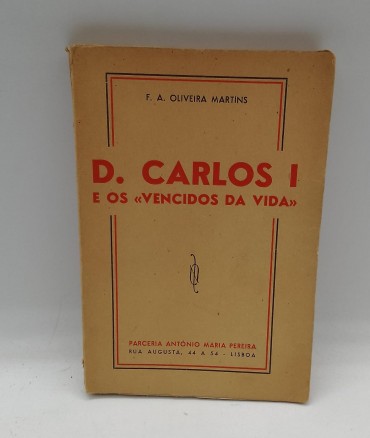 F. A. OLIVEIRA MARTINS
D. CARLOS I
E OS «VENCIDOS DA VIDA»
PARCERIA ANTÓNIO MARIA PEREIRA
RUA AUGUSTA, 44 A 54 - LISBOA